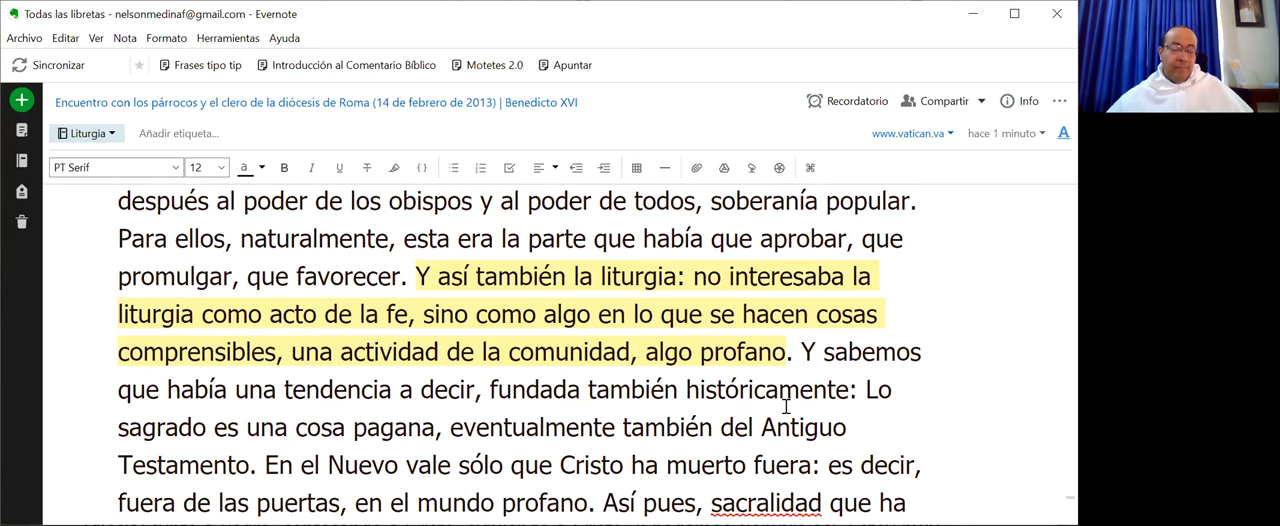 Todas las libretas - nelsonmedinaf@gmail.com - Evernote
Archivo Editar Ver Nota Formato Herramientas Ayuda
Sincronizar Frases tipo tip Introducción al Comentario Bíblico Motetes 2.0 Apuntar
Encuentro con los párrocos y el clero de la diócesis de Roma (14 de febrero de 2013) | Benedicto XVI Recordatorio Compartir Info
Liturgia Añadir etiqueta... www.vatican.va hace 1 minuto A
PT Serif 12 a B I U T
después al poder de los obispos y al poder de todos, soberanía popular.
Para ellos, naturalmente, esta era la parte que había que aprobar, que
promulgar, que favorecer. Y así también la liturgia: no interesaba la
liturgia como acto de la fe, sino como algo en lo que se hacen cosas
comprensibles, una actividad de la comunidad, algo profano. Y sabemos
que había una tendencia a decir, fundada también históricamente: Lo
sagrado es una cosa pagana, eventualmente también del Antiguo
Testamento. En el Nuevo vale sólo que Cristo ha muerto fuera: es decir,
fuera de las puertas, en el mundo profano. Así pues, sacralidad que ha